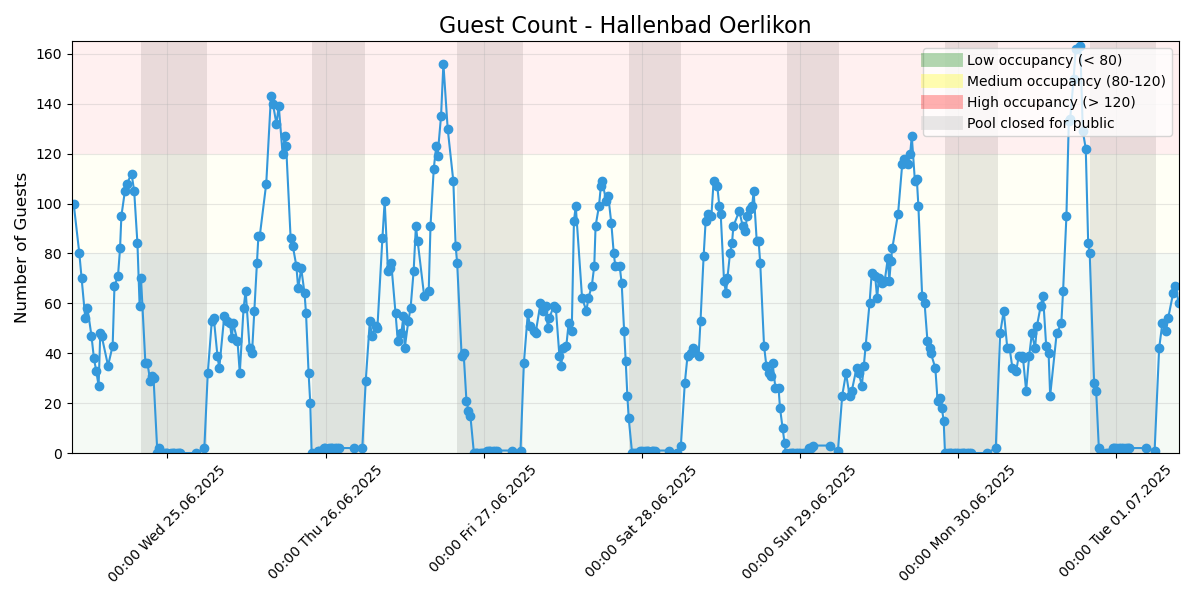 Guest Count - Hallenbad Oerlikon
Number of Guests
160
140
120
100
80
60
40
20
0
Low occupancy (< 80)
Medium occupancy (80-120)
High occupancy (> 120)
Pool closed for public
00:00 Wed 25.06.2025
00:00 Thu 26.06.2025
00:00 Fri 27.06.2025
00:00 Sat 28.06.2025
00:00 Sun 29.06.2025
00:00 Mon 30.06.2025
00:00 Tue 01.07.2025